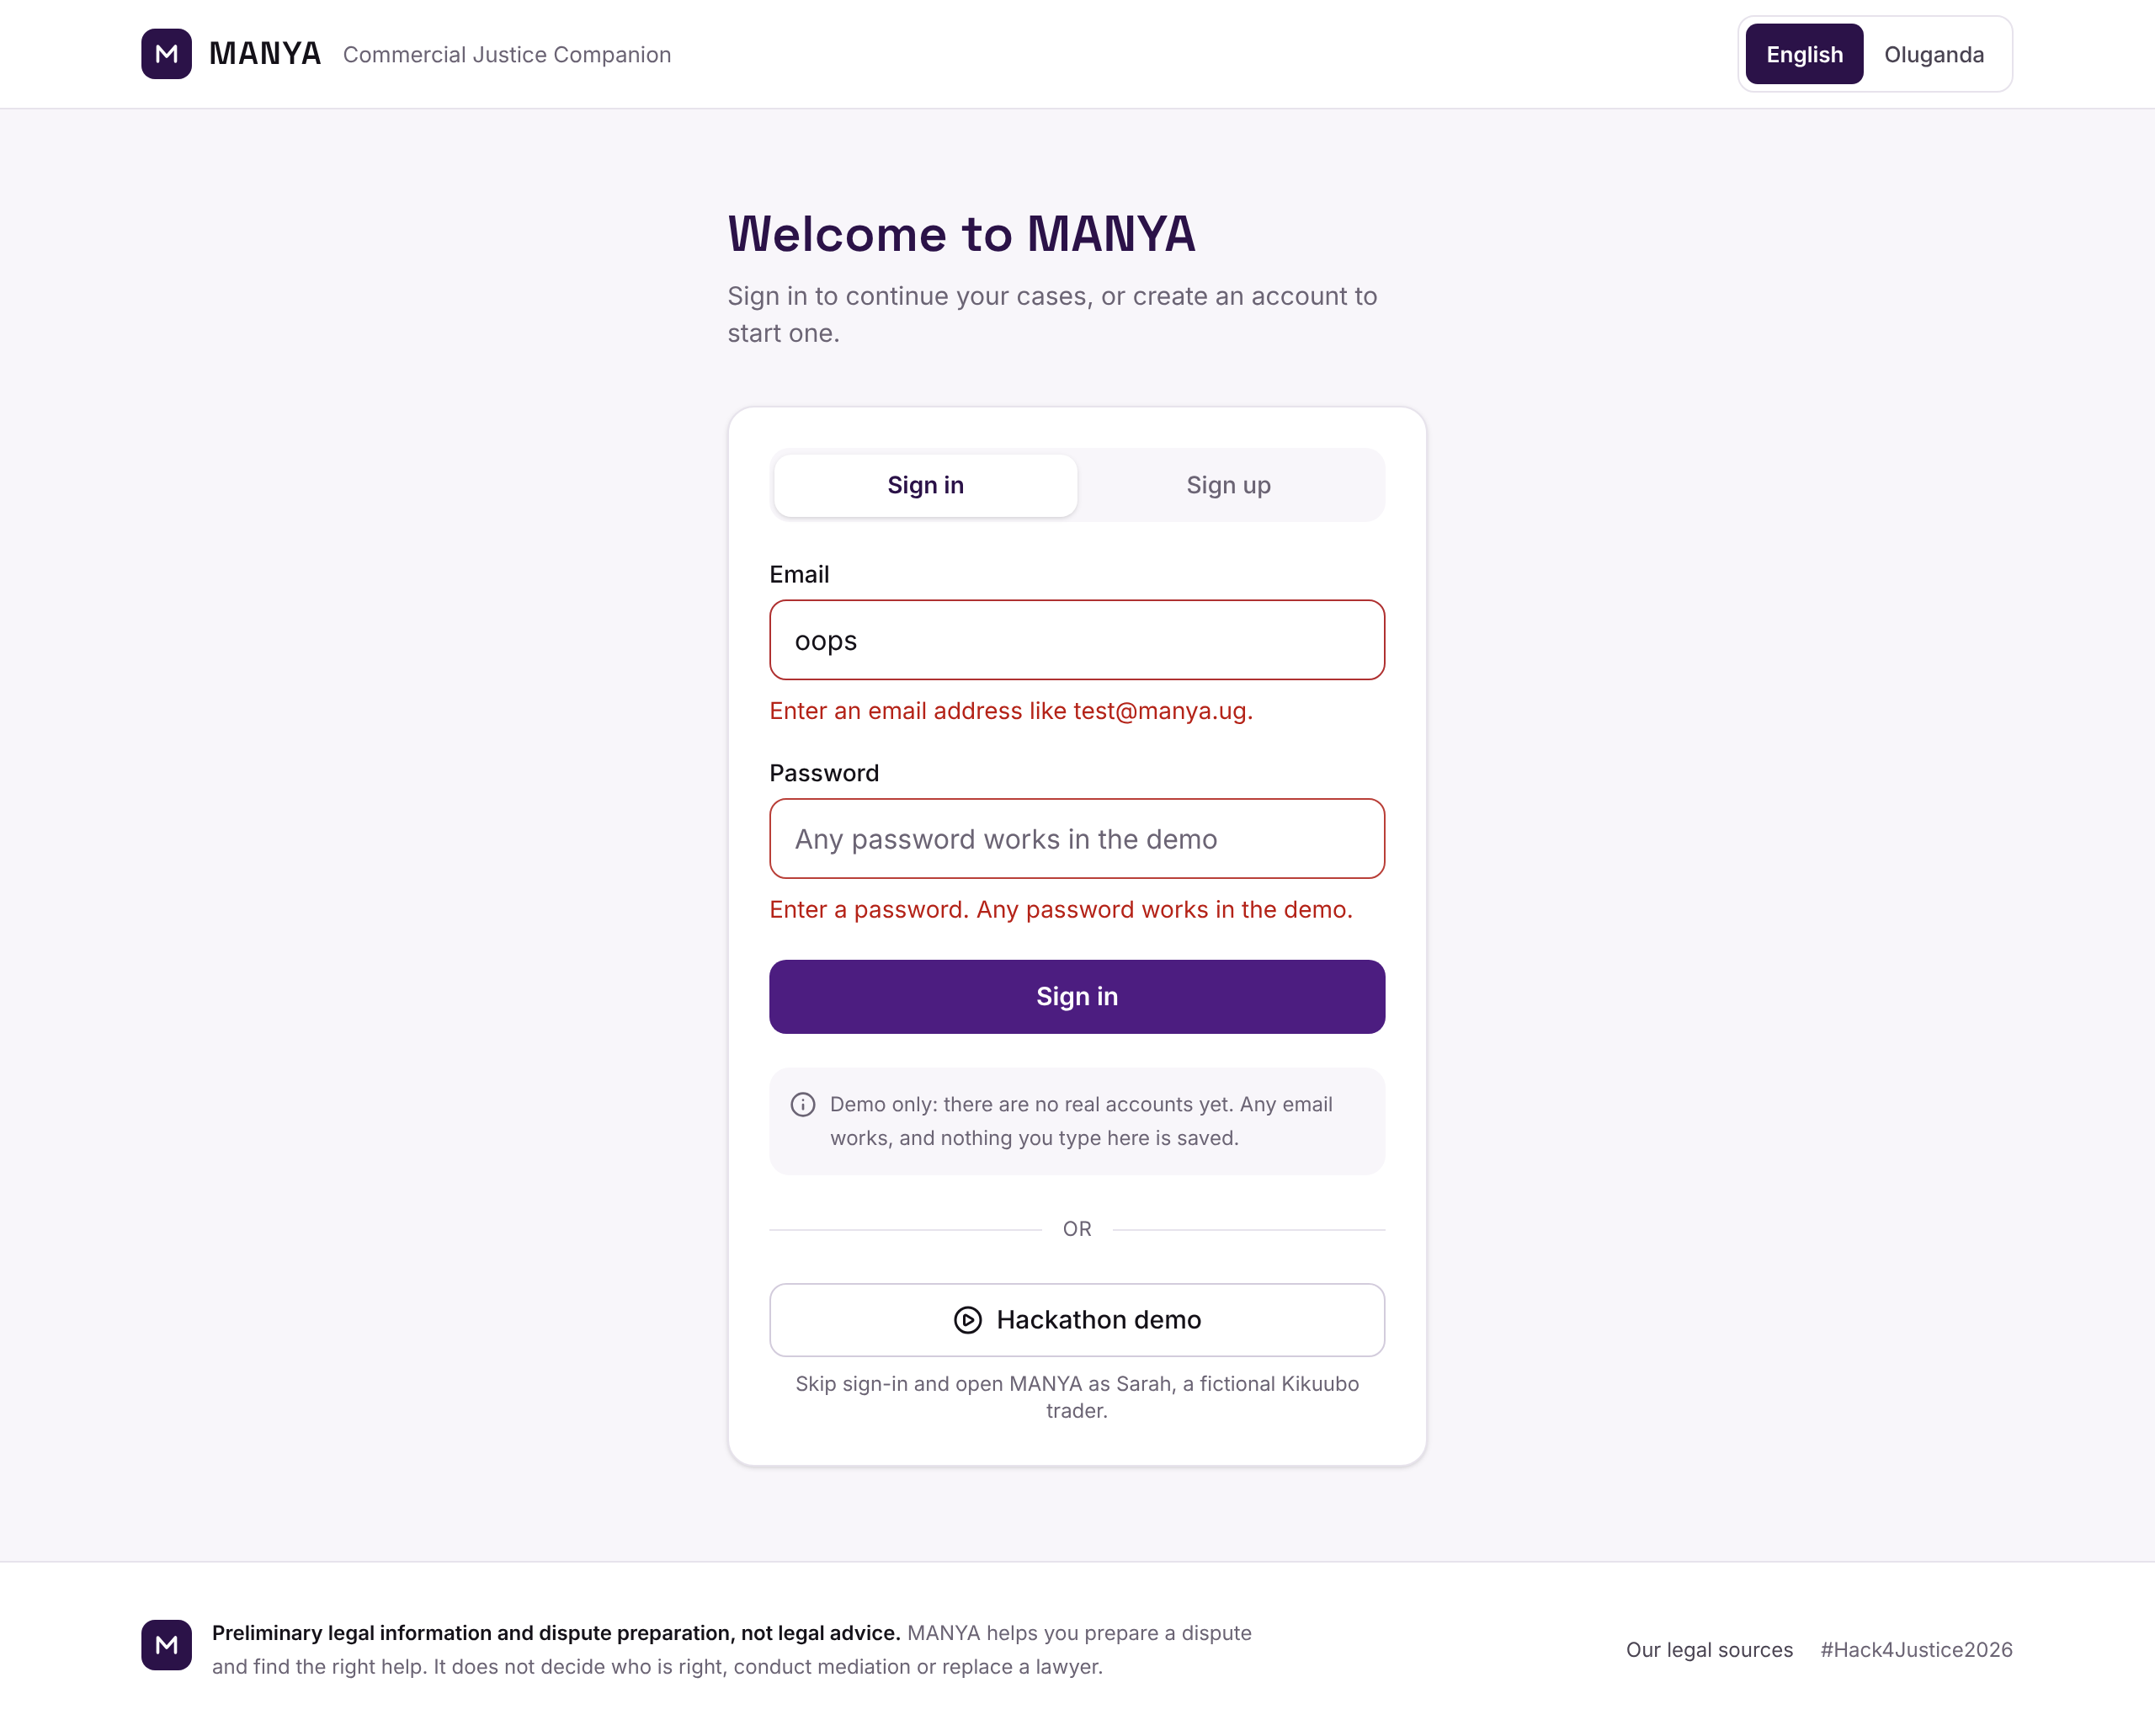 M MANYA Commercial Justice Companion English Oluganda
Welcome to MANYA
Sign in to continue your cases, or create an account to
start one.
Sign in Sign up
Email
oops
Enter an email address like test@manya.ug.
Password
Any password works in the demo
Enter a password. Any password works in the demo.
Sign in
Demo only: there are no real accounts yet. Any email
works, and nothing you type here is saved.
OR
Hackathon demo
Skip sign-in and open MANYA as Sarah, a fictional Kikuubo
trader.
M
Preliminary legal information and dispute preparation, not legal advice. MANYA helps you prepare a dispute
and find the right help. It does not decide who is right, conduct mediation or replace a lawyer.
Our legal sources #Hack4Justice2026